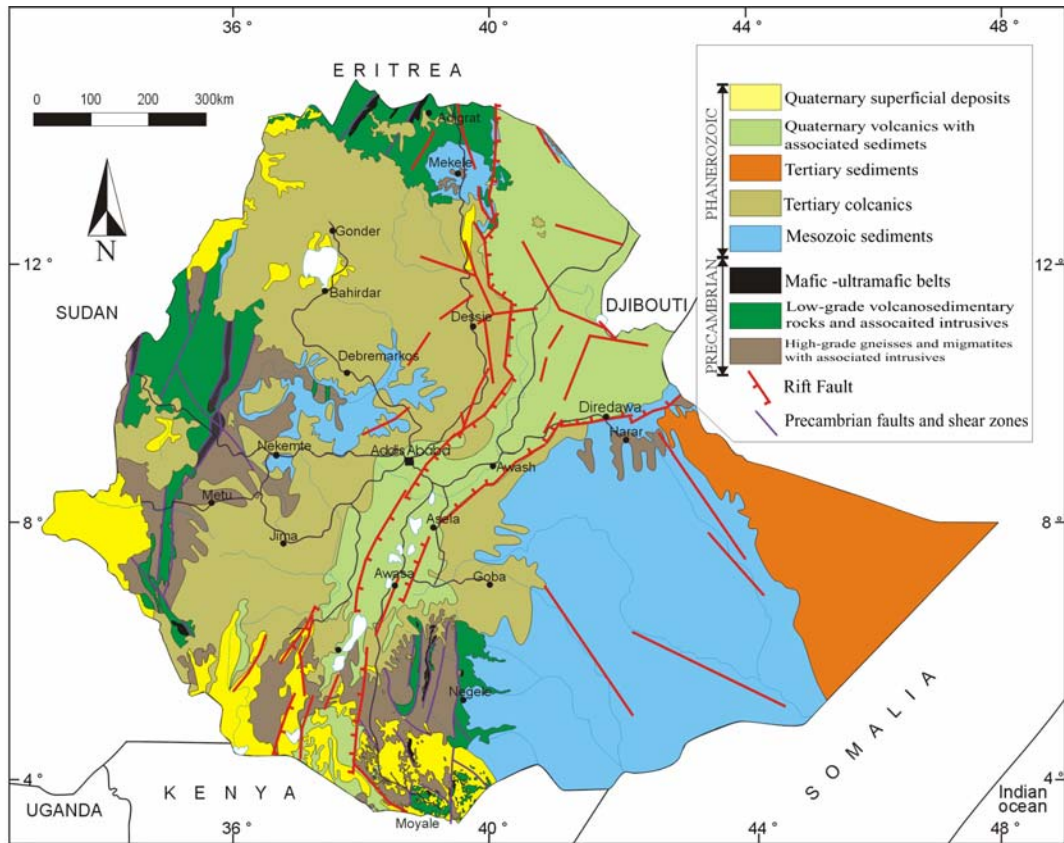 36 °
40 °
44 °
48 °
E R I T R E A
0 100 200 300km
N
Adigrat
Mekele
Gonder
12 °
12 °
Bahirdar
SUDAN
DJIBOUTI
Dessie
Debremarkos
Diredawa
Harar
Nekemte
Addis Ababa
Awash
Metu
8 °
8 °
Asela
Jima
Awasa
Goba
Negele
4 °
4 °
UGANDA
K E N Y A
Moyale
S O M A L I A
Indian
ocean
36 °
40 °
44 °
48 °
PHANEROZOIC
Quaternary superficial deposits
Quaternary volcanics with
associated sedimets
Tertiary sediments
Tertiary colcanics
Mesozoic sediments
PRECAMBRIAN
Mafic -ultramafic belts
Low-grade volcanosedimentary
rocks and assocaited intrusives
High-grade gneisses and migmatites
with associated intrusives
Rift Fault
Precambrian faults and shear zones